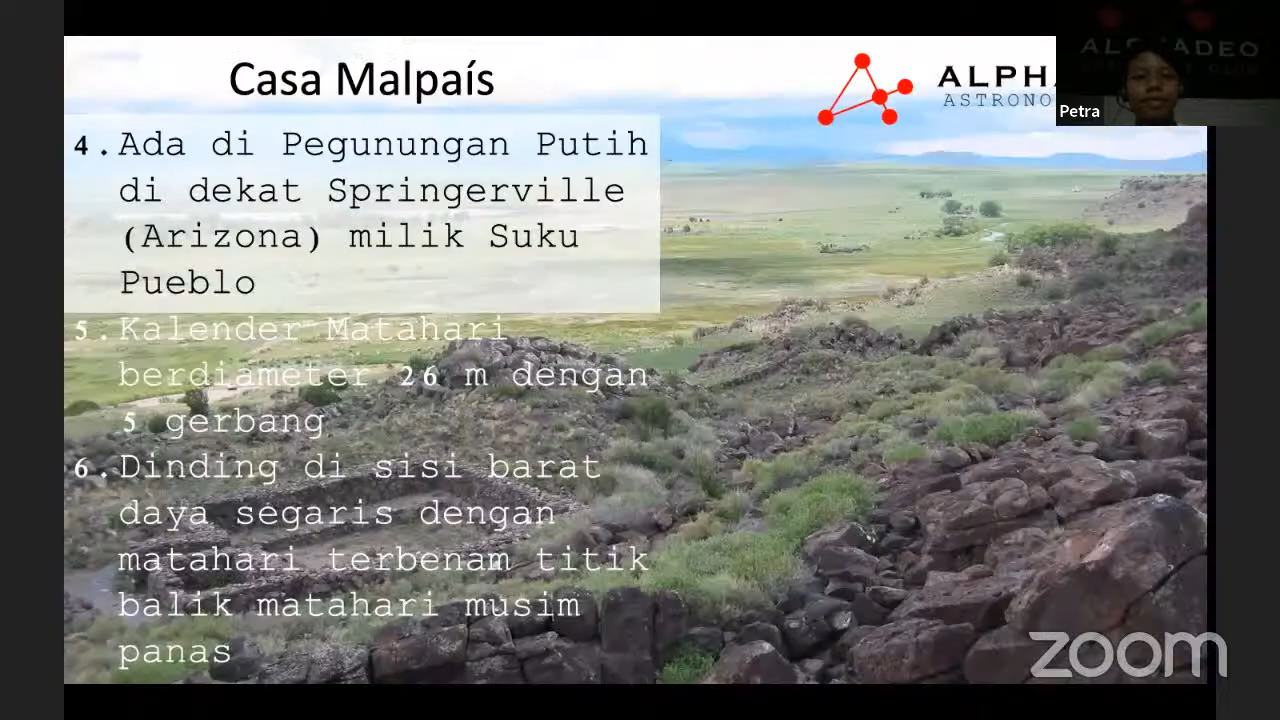 Casa Malpaís
ALPHA
ASTRONO
Petra
4. Ada di Pegunungan Putih
di dekat Springerville
(Arizona) milik Suku
Pueblo
5. Kalender Matahari
berdiameter 26 m dengan
5 gerbang
6. Dinding di sisi barat
daya segaris dengan
matahari terbenam titik
balik matahari musim
panas
zoom